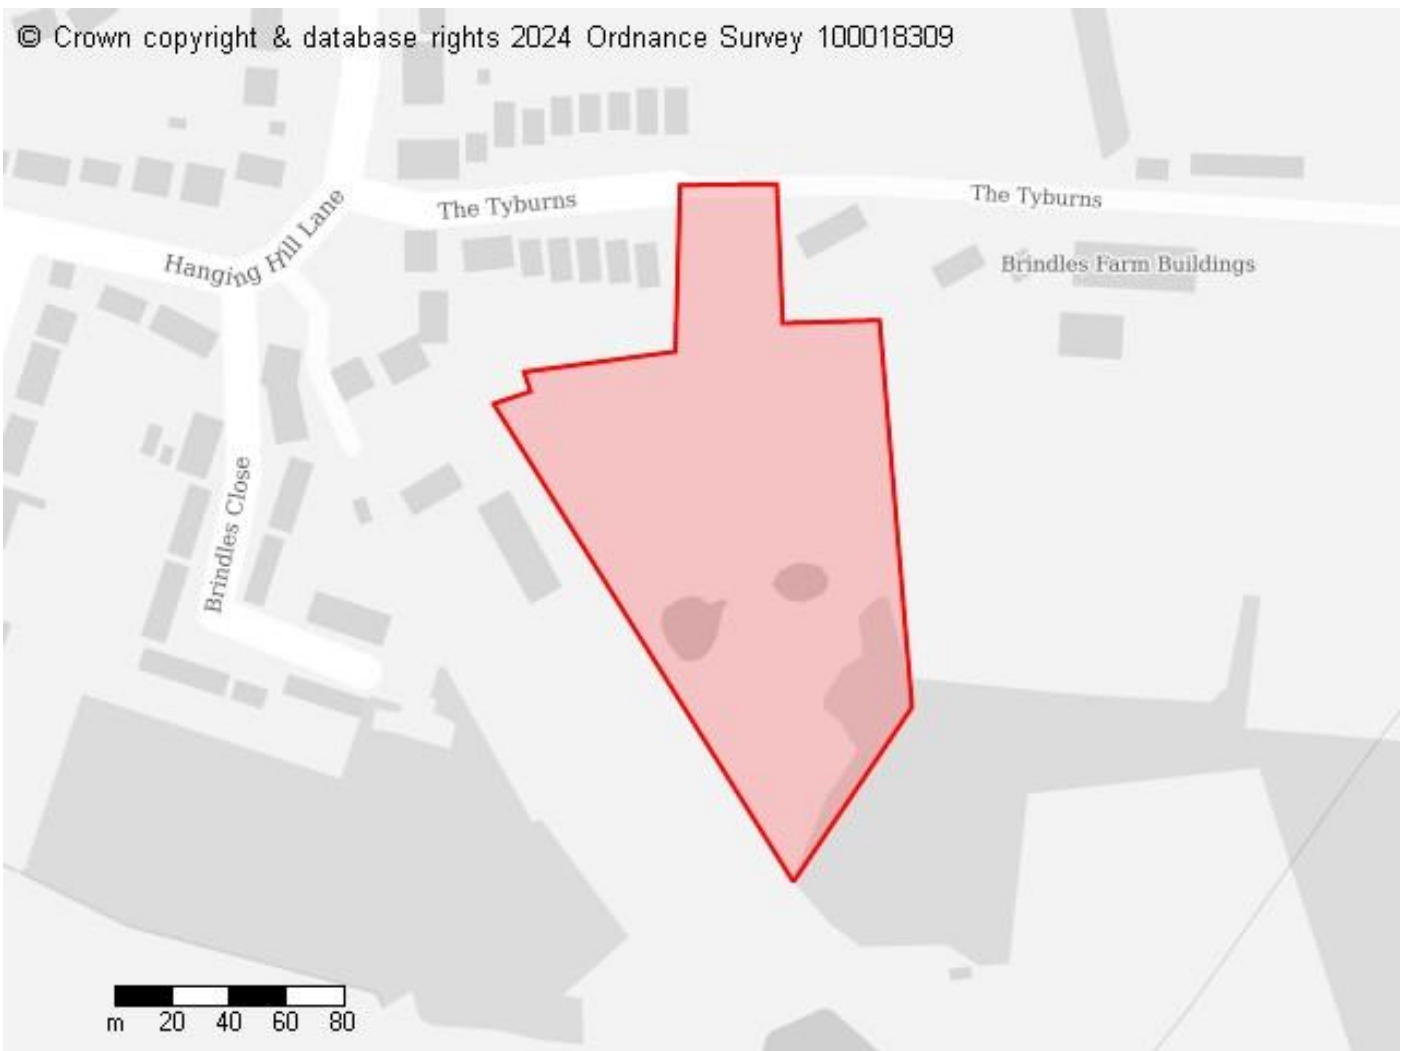 © Crown copyright & database rights 2024 Ordnance Survey 100018309
The Tyburns
The Tyburns
Hanging Hill Lane
Brindles Farm Buildings
Brindles Close
m 20 40 60 80